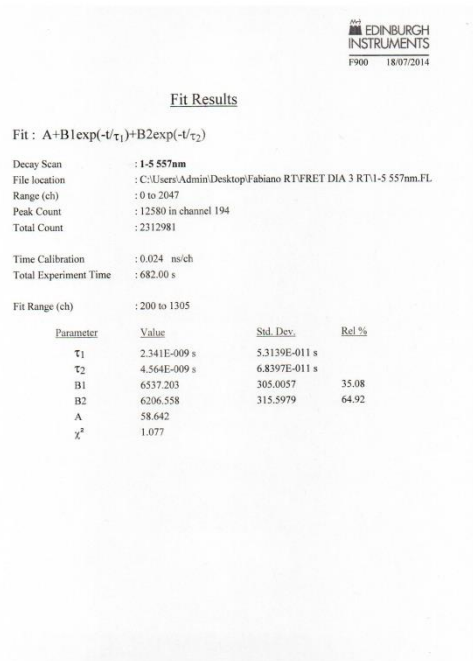 EDINBURGH
INSTRUMENTS
F900 18/07/2014
Fit Results
Fit : A+B1exp(-t/τ1)+B2exp(-t/τ2)
Decay Scan : 1-5 557nm
File location : C:\Users\Admin\Desktop\Fabiano RT\FRET DIA 3 RT\1-5 557nm.FL
Range (ch) : 0 to 2047
Peak Count : 12580 in channel 194
Total Count : 2312981
Time Calibration : 0.024 ns/ch
Total Experiment Time : 682.00 s
Fit Range (ch) : 200 to 1305
Parameter Value Std. Dev. Rel %
τ1 2.341E-009 s 5.3139E-011 s
τ2 4.564E-009 s 6.8397E-011 s
B1 6537.203 305.0057 35.08
B2 6206.558 315.5979 64.92
A 58.642
χ² 1.077